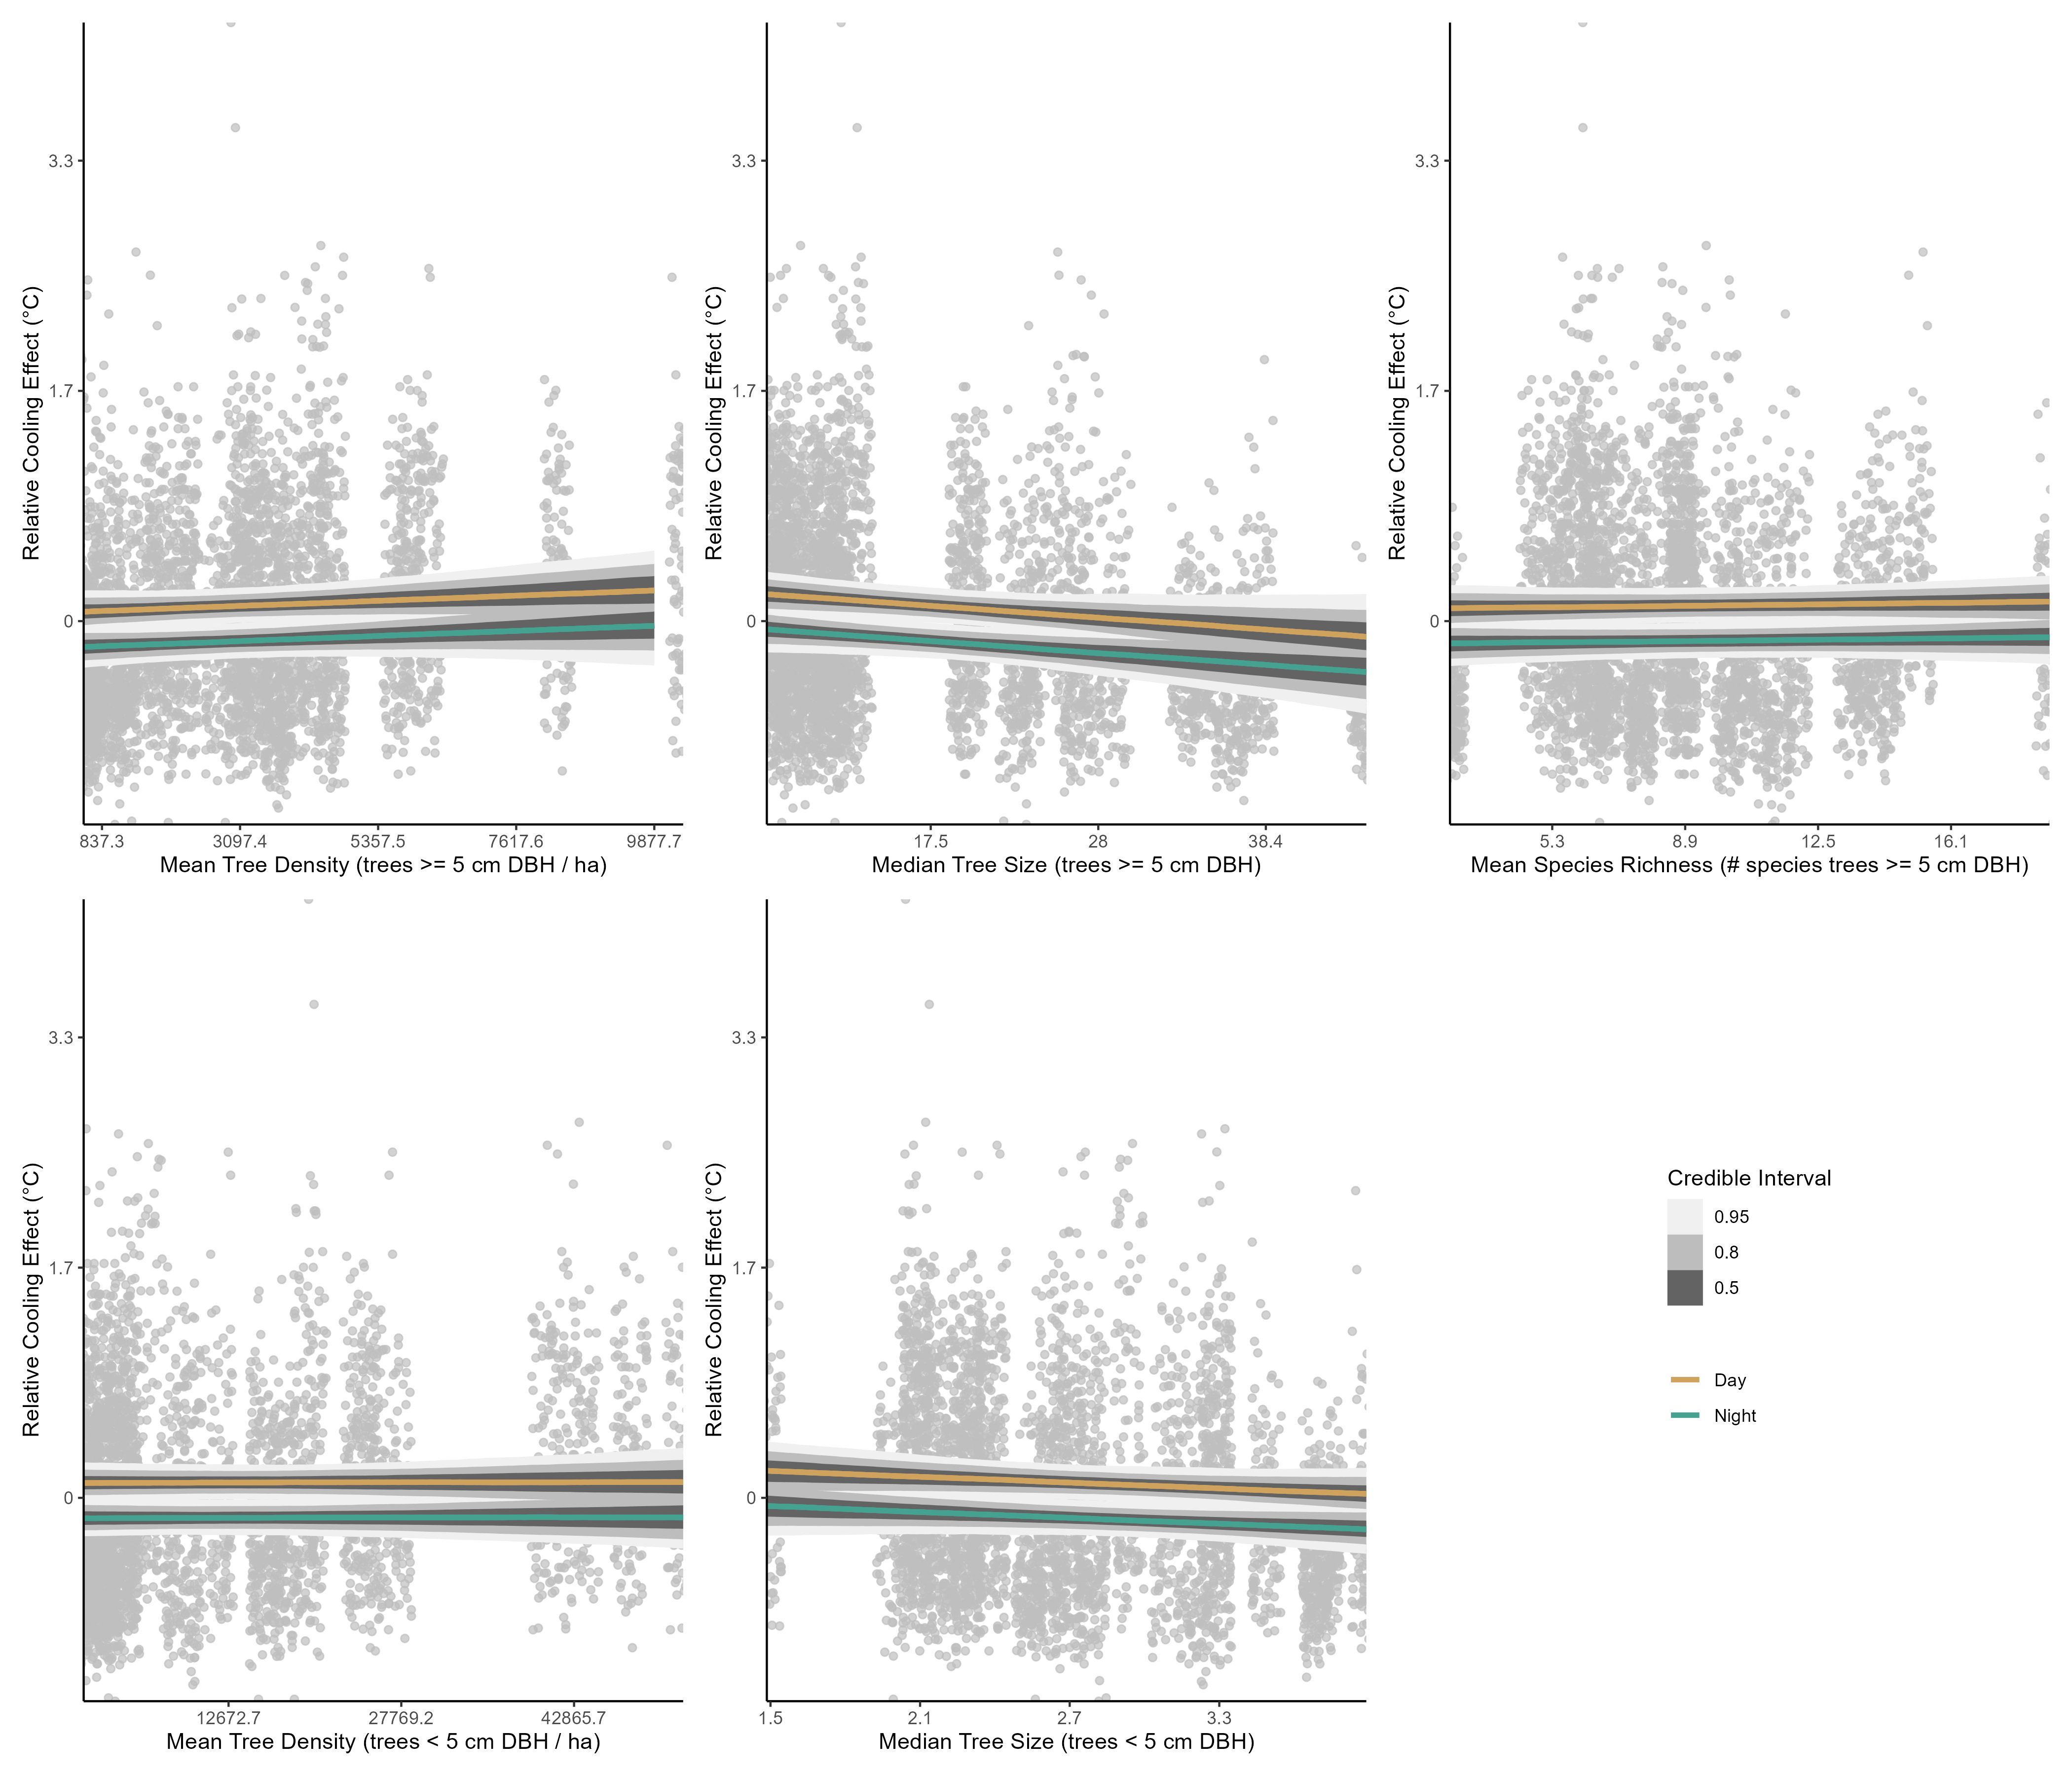 Relative Cooling Effect (°C)
3.3
1.7
0
837.3 3097.4 5357.5 7617.6 9877.7
Mean Tree Density (trees >= 5 cm DBH / ha)
Relative Cooling Effect (°C)
3.3
1.7
0
17.5 28 38.4
Median Tree Size (trees >= 5 cm DBH)
Relative Cooling Effect (°C)
3.3
1.7
0
5.3 8.9 12.5 16.1
Mean Species Richness (# species trees >= 5 cm DBH)
Relative Cooling Effect (°C)
3.3
1.7
0
12672.7 27769.2 42865.7
Mean Tree Density (trees < 5 cm DBH / ha)
Relative Cooling Effect (°C)
3.3
1.7
0
1.5 2.1 2.7 3.3
Median Tree Size (trees < 5 cm DBH)
Credible Interval
0.95
0.8
0.5
Day
Night